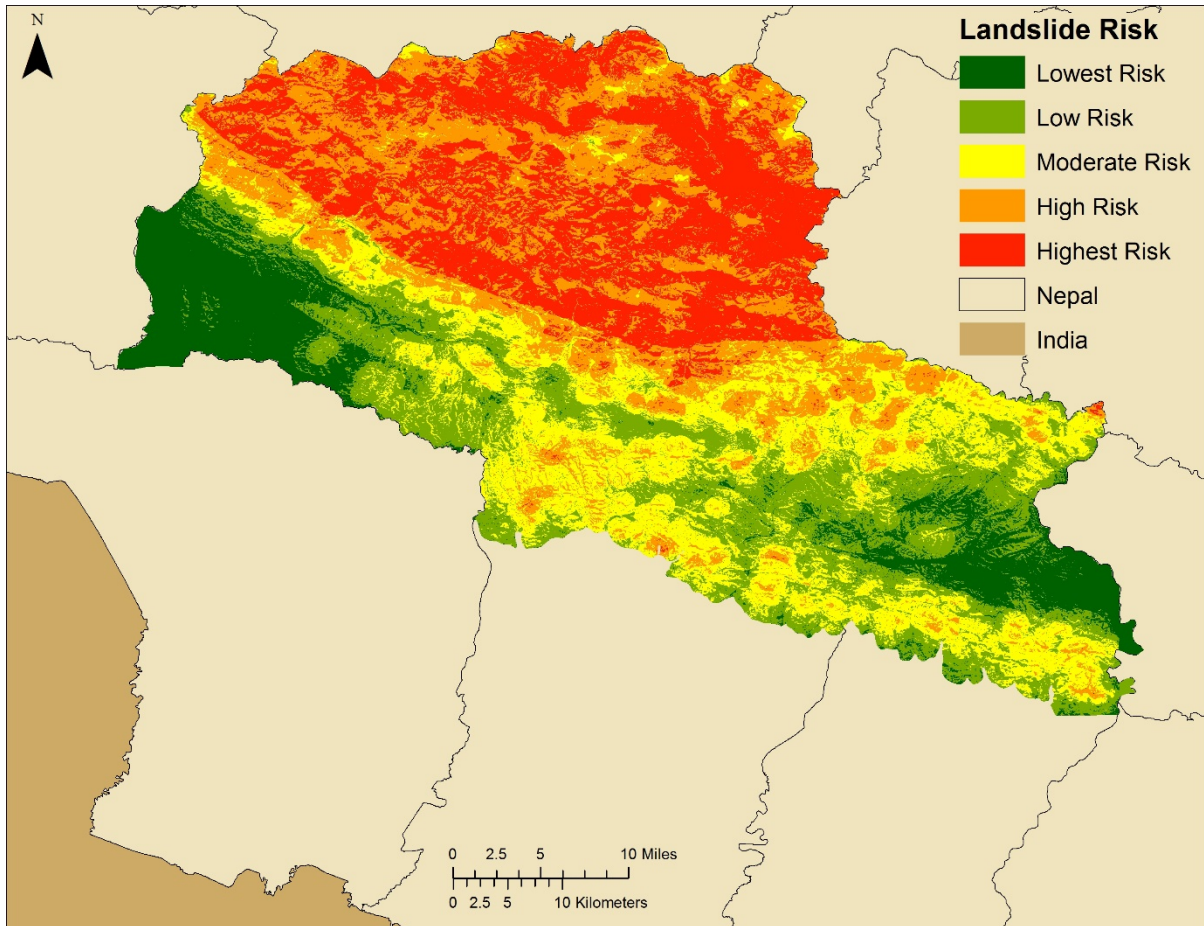 N
Landslide Risk
Lowest Risk
Low Risk
Moderate Risk
High Risk
Highest Risk
Nepal
India
0 2.5 5 10 Miles
0 2.5 5 10 Kilometers